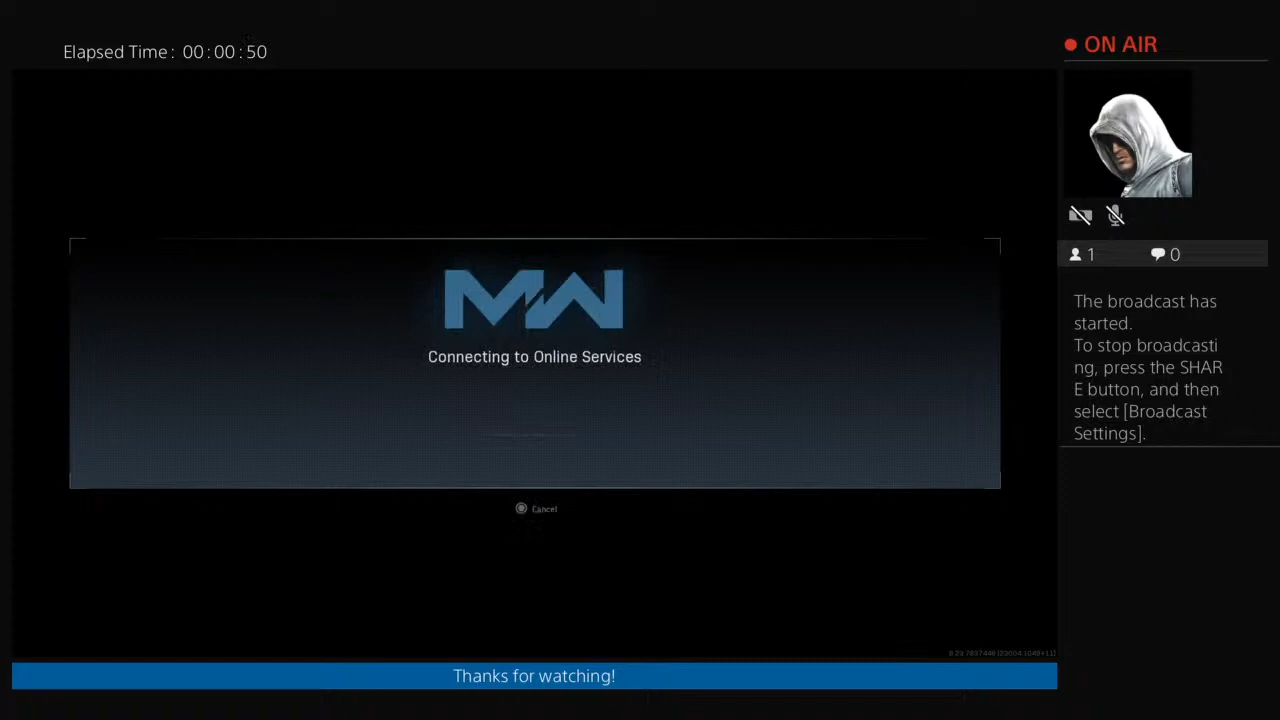 Elapsed Time: 00:00:50
ON AIR
MW
Connecting to Online Services
Cancel
1
0
The broadcast has
started.
To stop broadcasti
ng, press the SHAR
E button, and then
select [Broadcast
Settings].
Thanks for watching!